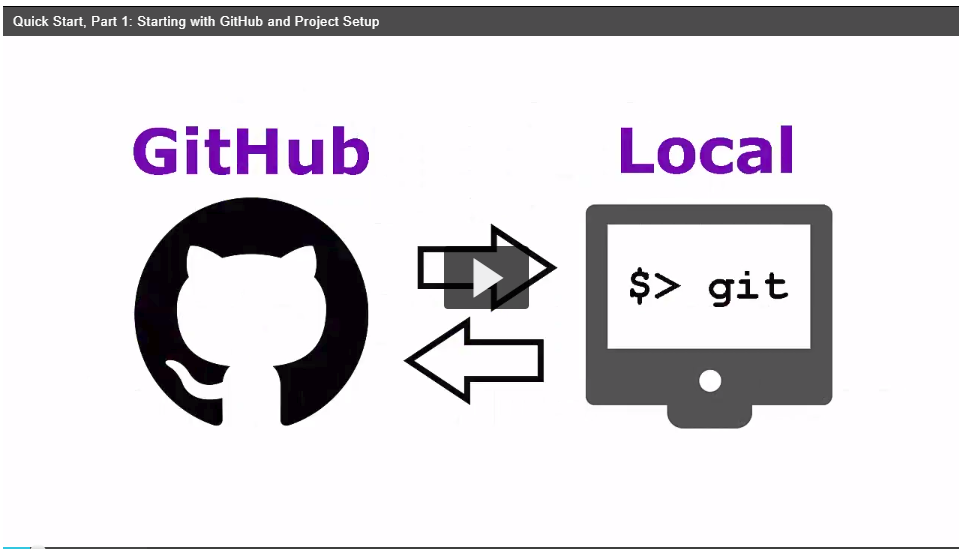 Quick Start, Part 1: Starting with GitHub and Project Setup
GitHub
Local
$> git